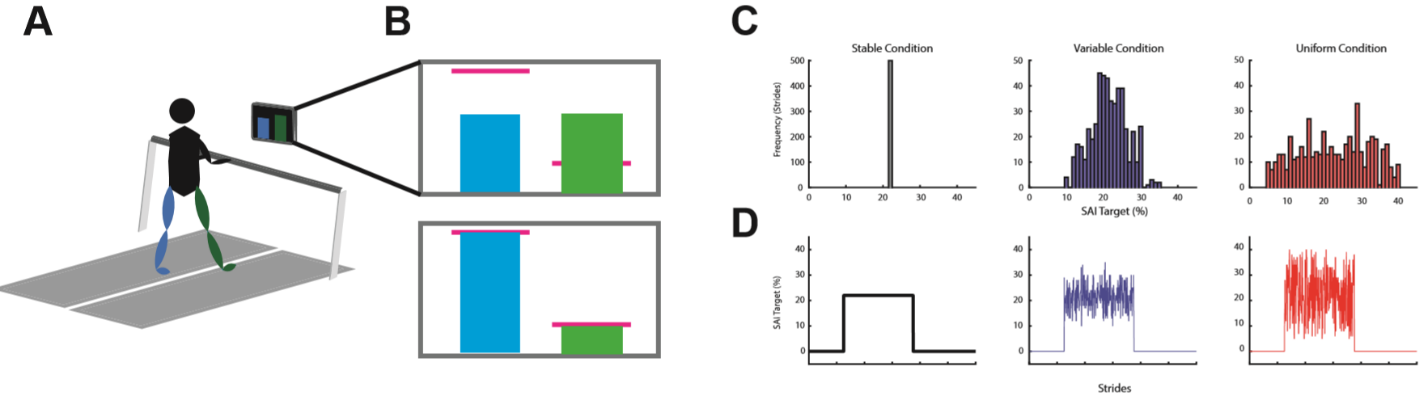 A
B
C
Stable Condition
Variable Condition
Uniform Condition
Frequency (Strides)
500
400
300
200
100
0
0 10 20 30 40
50
40
30
20
10
0
0 10 20 30 40
SAI Target (%)
50
40
30
20
10
0
0 10 20 30 40
D
SAI Target (%)
40
30
20
10
0
40
30
20
10
0
40
30
20
10
0
Strides